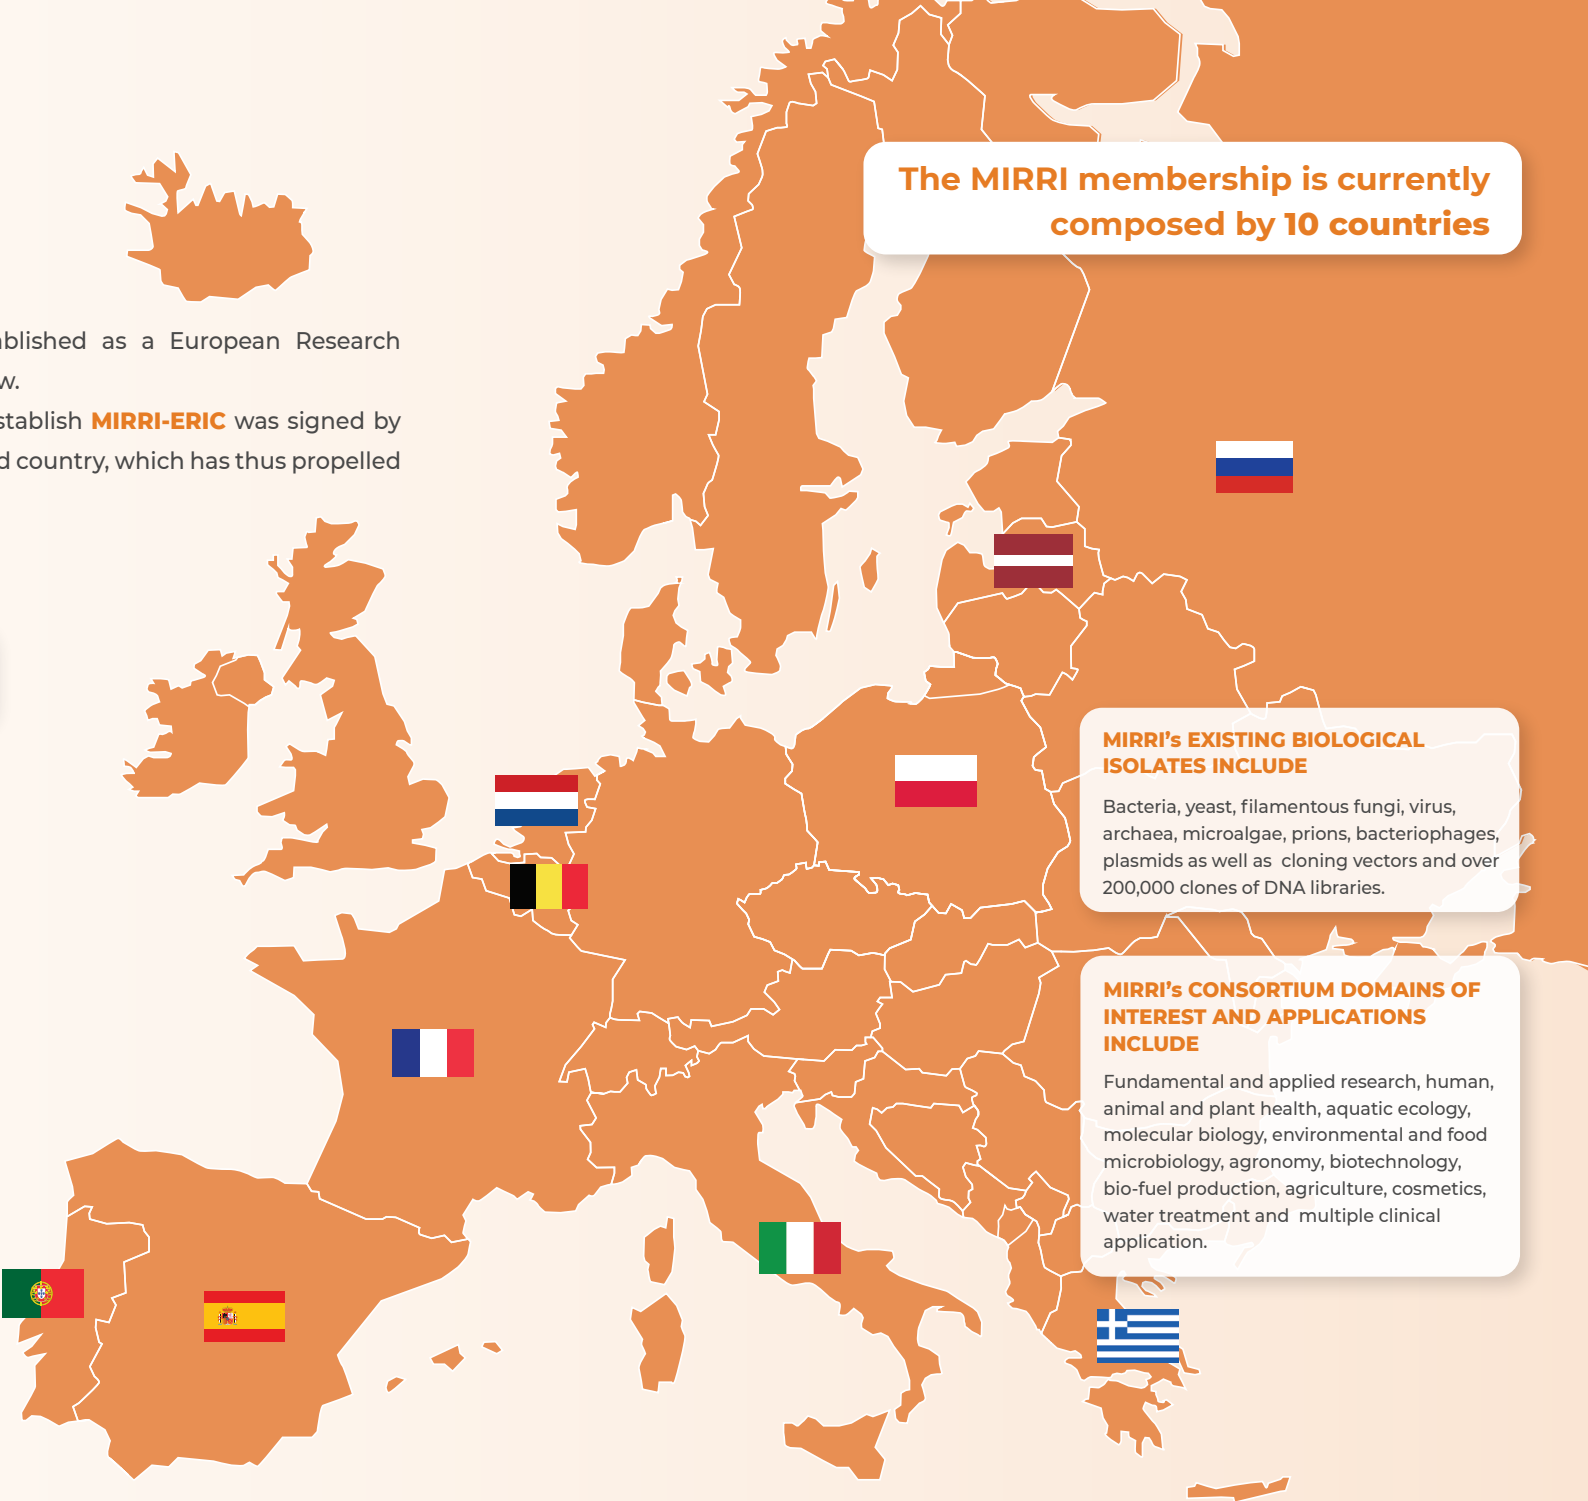 The MIRRI membership is currently
composed by 10 countries
ablished as a European Research
w.
stablish MIRRI-ERIC was signed by
d country, which has thus propelled
MIRRI’s EXISTING BIOLOGICAL
ISOLATES INCLUDE
Bacteria, yeast, filamentous fungi, virus,
archaea, microalgae, prions, bacteriophages,
plasmids as well as cloning vectors and over
200,000 clones of DNA libraries.
MIRRI’s CONSORTIUM DOMAINS OF
INTEREST AND APPLICATIONS
INCLUDE
Fundamental and applied research, human,
animal and plant health, aquatic ecology,
molecular biology, environmental and food
microbiology, agronomy, biotechnology,
bio-fuel production, agriculture, cosmetics,
water treatment and multiple clinical
application.